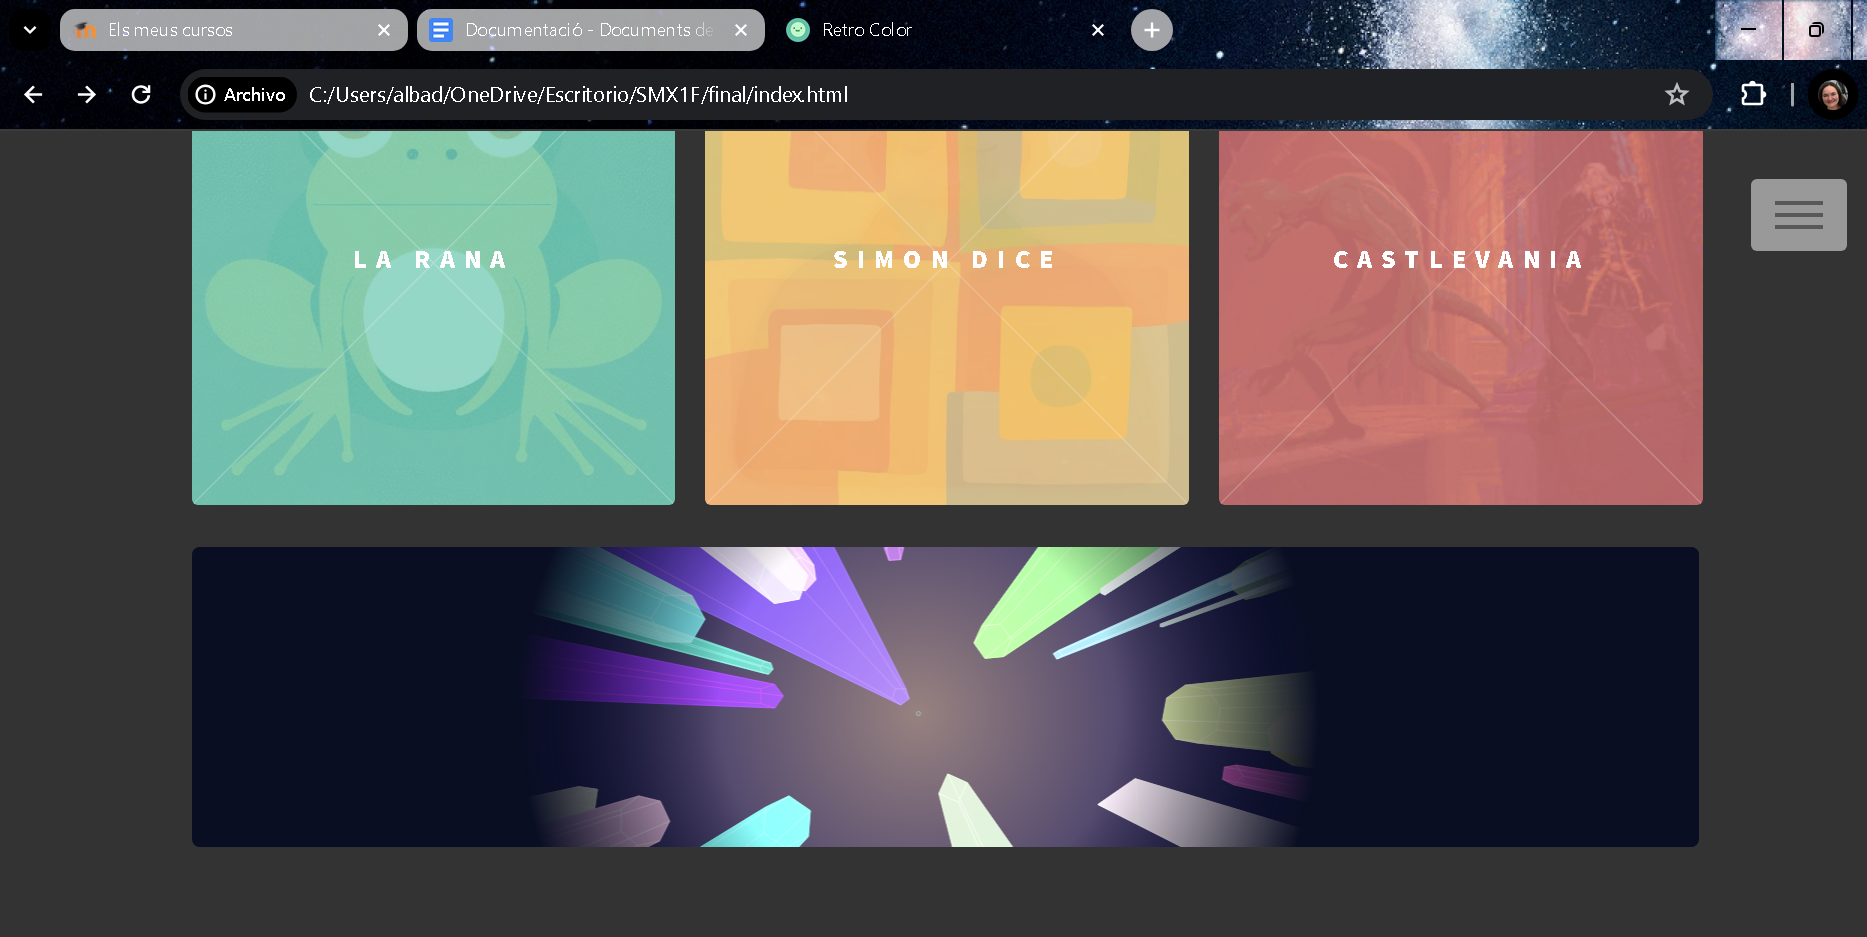 Els meus cursos
Documentació - Documents de
Retro Color
Archivo
C:/Users/albad/OneDrive/Escritorio/SMX1F/final/index.html
LA RANA
SIMON DICE
CASTLEVANIA